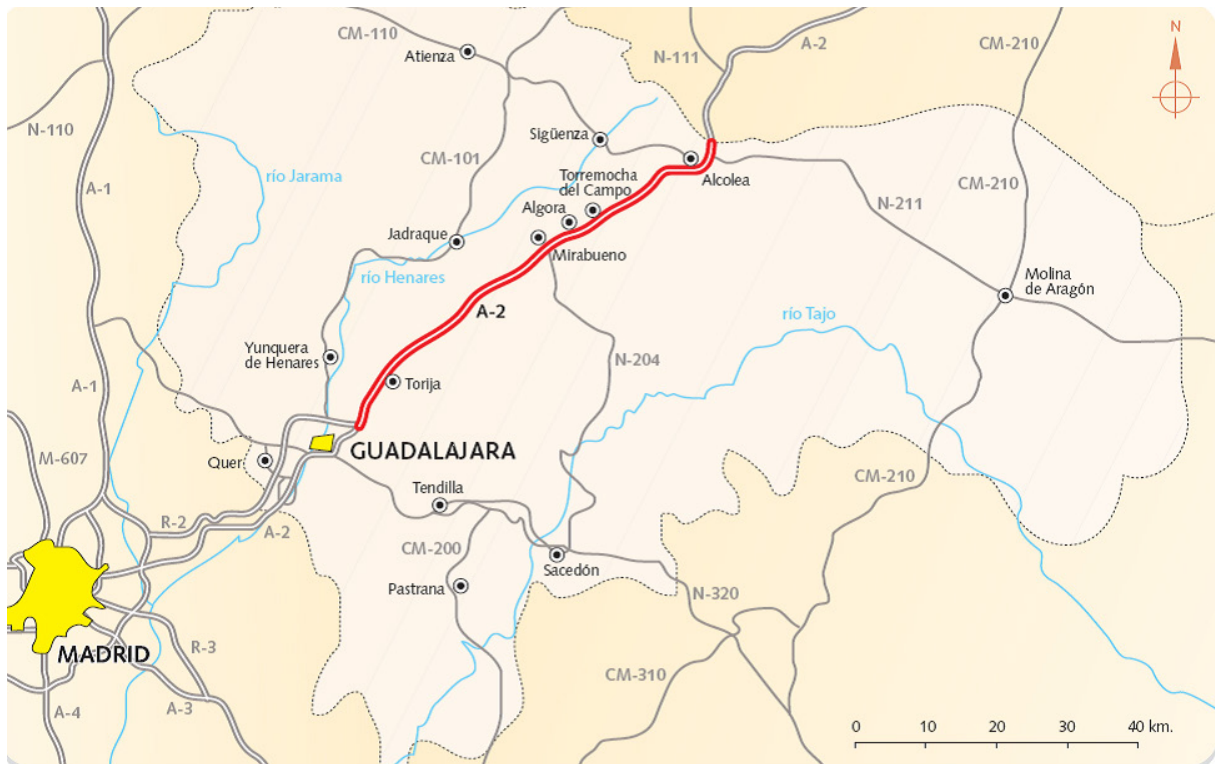 CM-110
Atienza
N-111
A-2
CM-210
N
N-110
Sigüenza
CM-101
A-1
río Jarama
Torremocha
del Campo
Alcolea
CM-210
N-211
Algora
Jadraque
Mirabueno
río Henares
Molina
de Aragón
A-2
río Tajo
Yunquera
de Henares
N-204
A-1
Torija
M-607
GUADALAJARA
Quer
CM-210
Tendilla
R-2
A-2
CM-200
Sacedón
Pastrana
N-320
MADRID
R-3
CM-310
A-4
A-3
0 10 20 30 40 km.